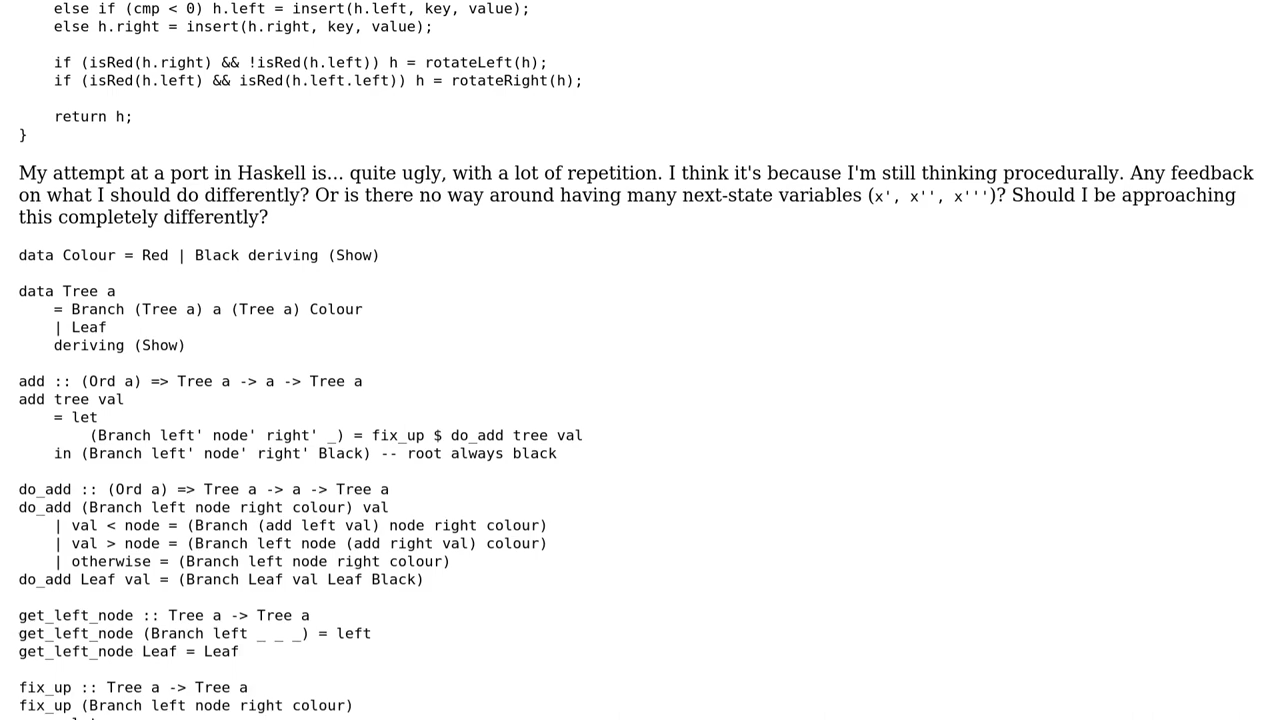 else if (cmp < 0) h.left = insert(h.left, key, value);
else h.right = insert(h.right, key, value);
if (isRed(h.right) && !isRed(h.left)) h = rotateLeft(h);
if (isRed(h.left) && isRed(h.left.left)) h = rotateRight(h);
return h;
}
My attempt at a port in Haskell is... quite ugly, with a lot of repetition. I think it's because I'm still thinking procedurally. Any feedback
on what I should do differently? Or is there no way around having many next-state variables (x', x'', x''')? Should I be approaching
this completely differently?
data Colour = Red | Black deriving (Show)
data Tree a
= Branch (Tree a) a (Tree a) Colour
| Leaf
deriving (Show)
add :: (Ord a) => Tree a -> a -> Tree a
add tree val
= let
(Branch left' node' right' _) = fix_up $ do_add tree val
in (Branch left' node' right' Black) -- root always black
do_add :: (Ord a) => Tree a -> a -> Tree a
do_add (Branch left node right colour) val
| val < node = (Branch (add left val) node right colour)
| val > node = (Branch left node (add right val) colour)
| otherwise = (Branch left node right colour)
do_add Leaf val = (Branch Leaf val Leaf Black)
get_left_node :: Tree a -> Tree a
get_left_node (Branch left _ _ _) = left
get_left_node Leaf = Leaf
fix_up :: Tree a -> Tree a
fix_up (Branch left node right colour)